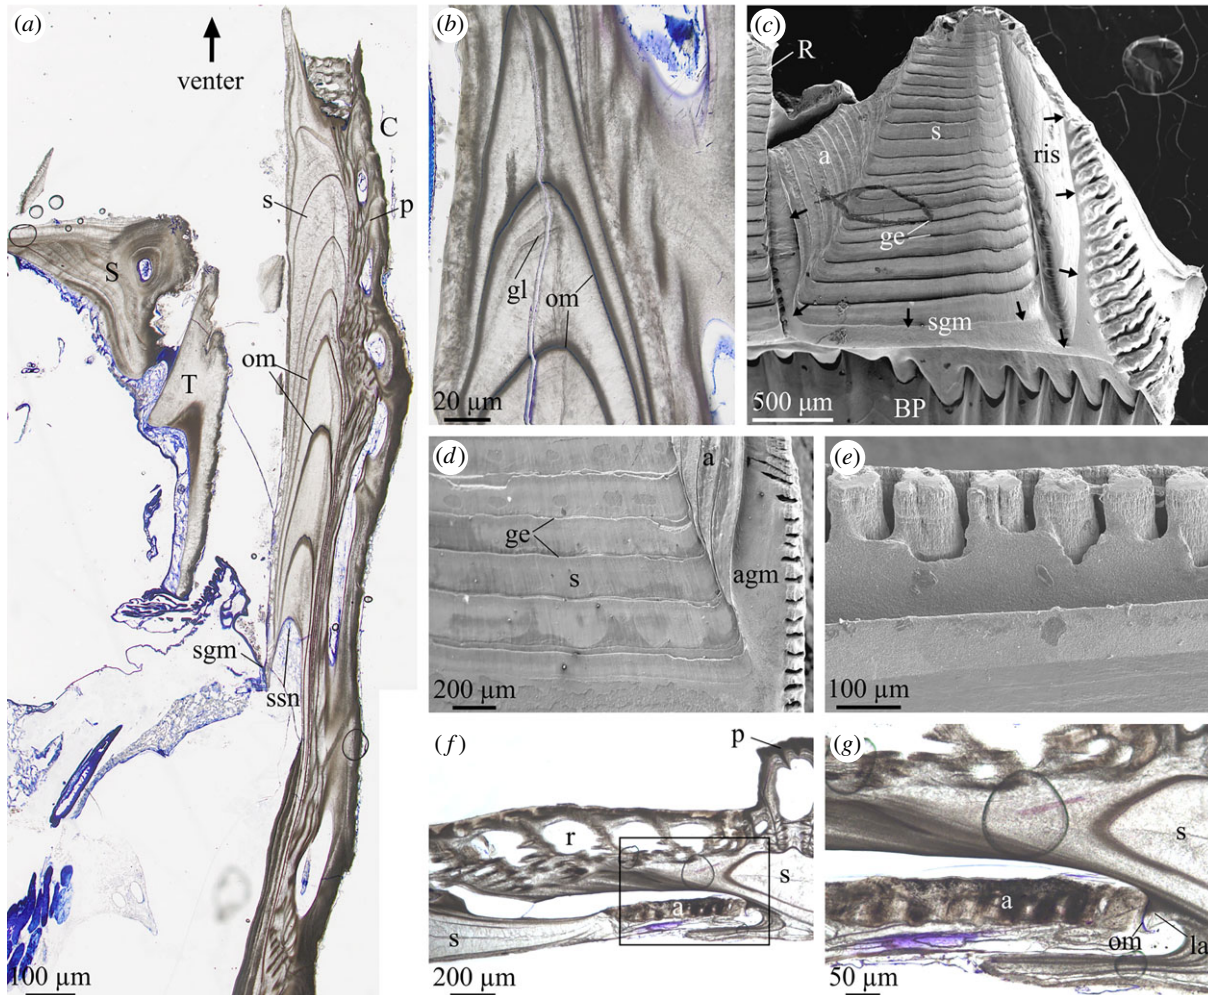 (a)
venter
C
s
p
S
om
T
sgm
ssn
100 µm
(b)
gl
om
20 µm
(c)
R
s
a
ris
ge
sgm
500 µm
BP
(d)
a
ge
s
agm
200 µm
(e)
100 µm
(f)
p
r
s
a
s
200 µm
(g)
s
a
om
la
50 µm